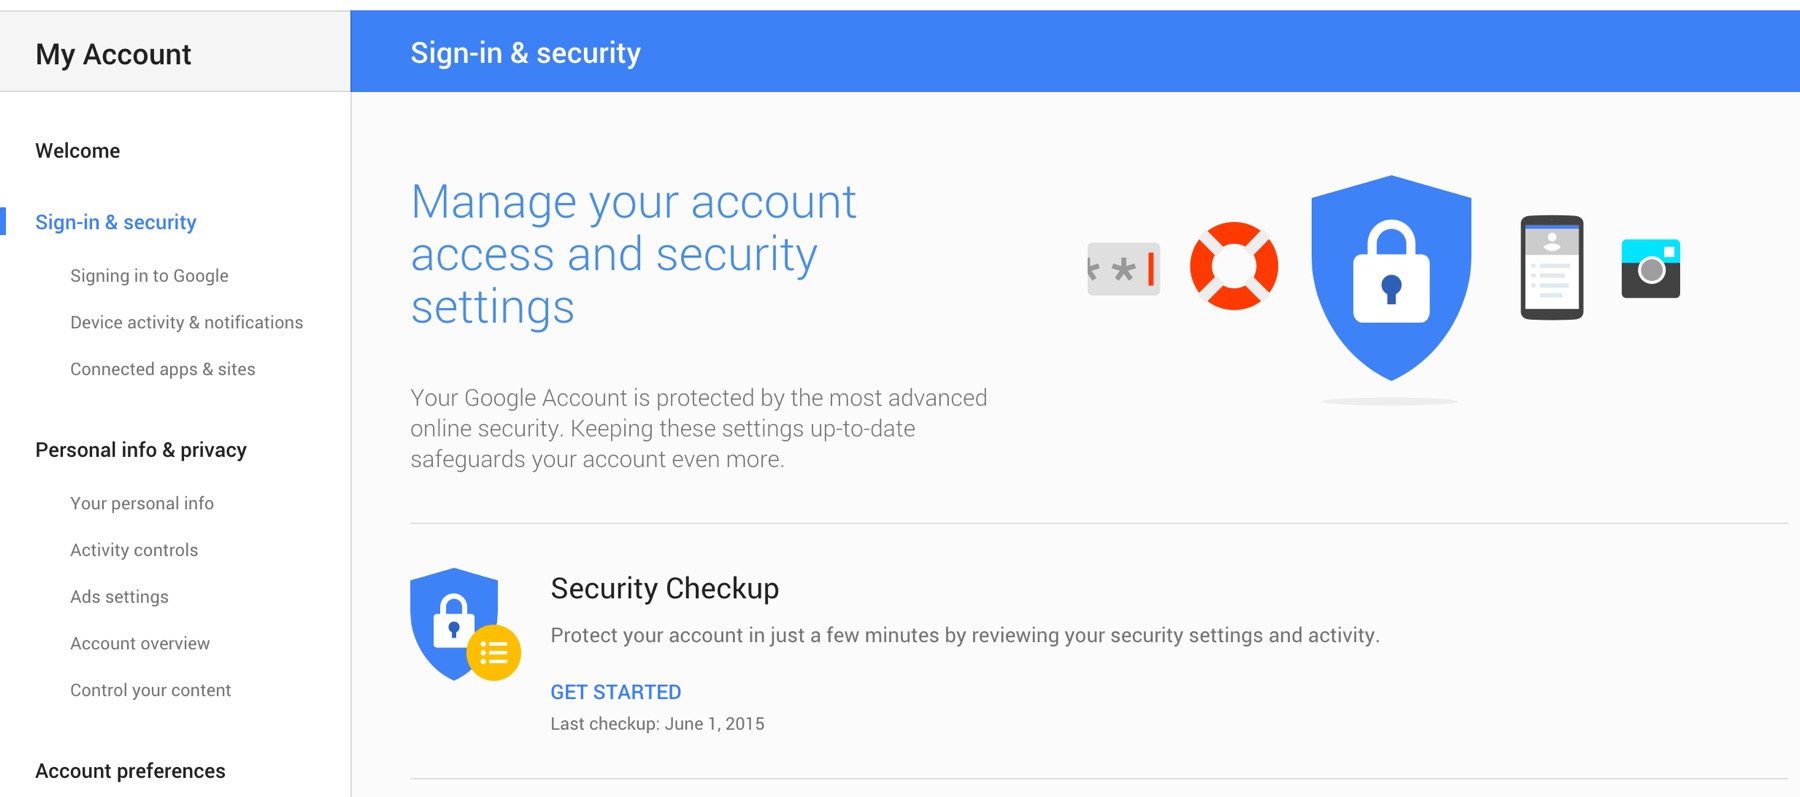 My Account
Sign-in & security
Welcome
Sign-in & security
Signing in to Google
Device activity & notifications
Connected apps & sites
Personal info & privacy
Your personal info
Activity controls
Ads settings
Account overview
Control your content
Account preferences
Manage your account
access and security
settings
**
Your Google Account is protected by the most advanced
online security. Keeping these settings up-to-date
safeguards your account even more.
Security Checkup
Protect your account in just a few minutes by reviewing your security settings and activity.
GET STARTED
Last checkup: June 1, 2015